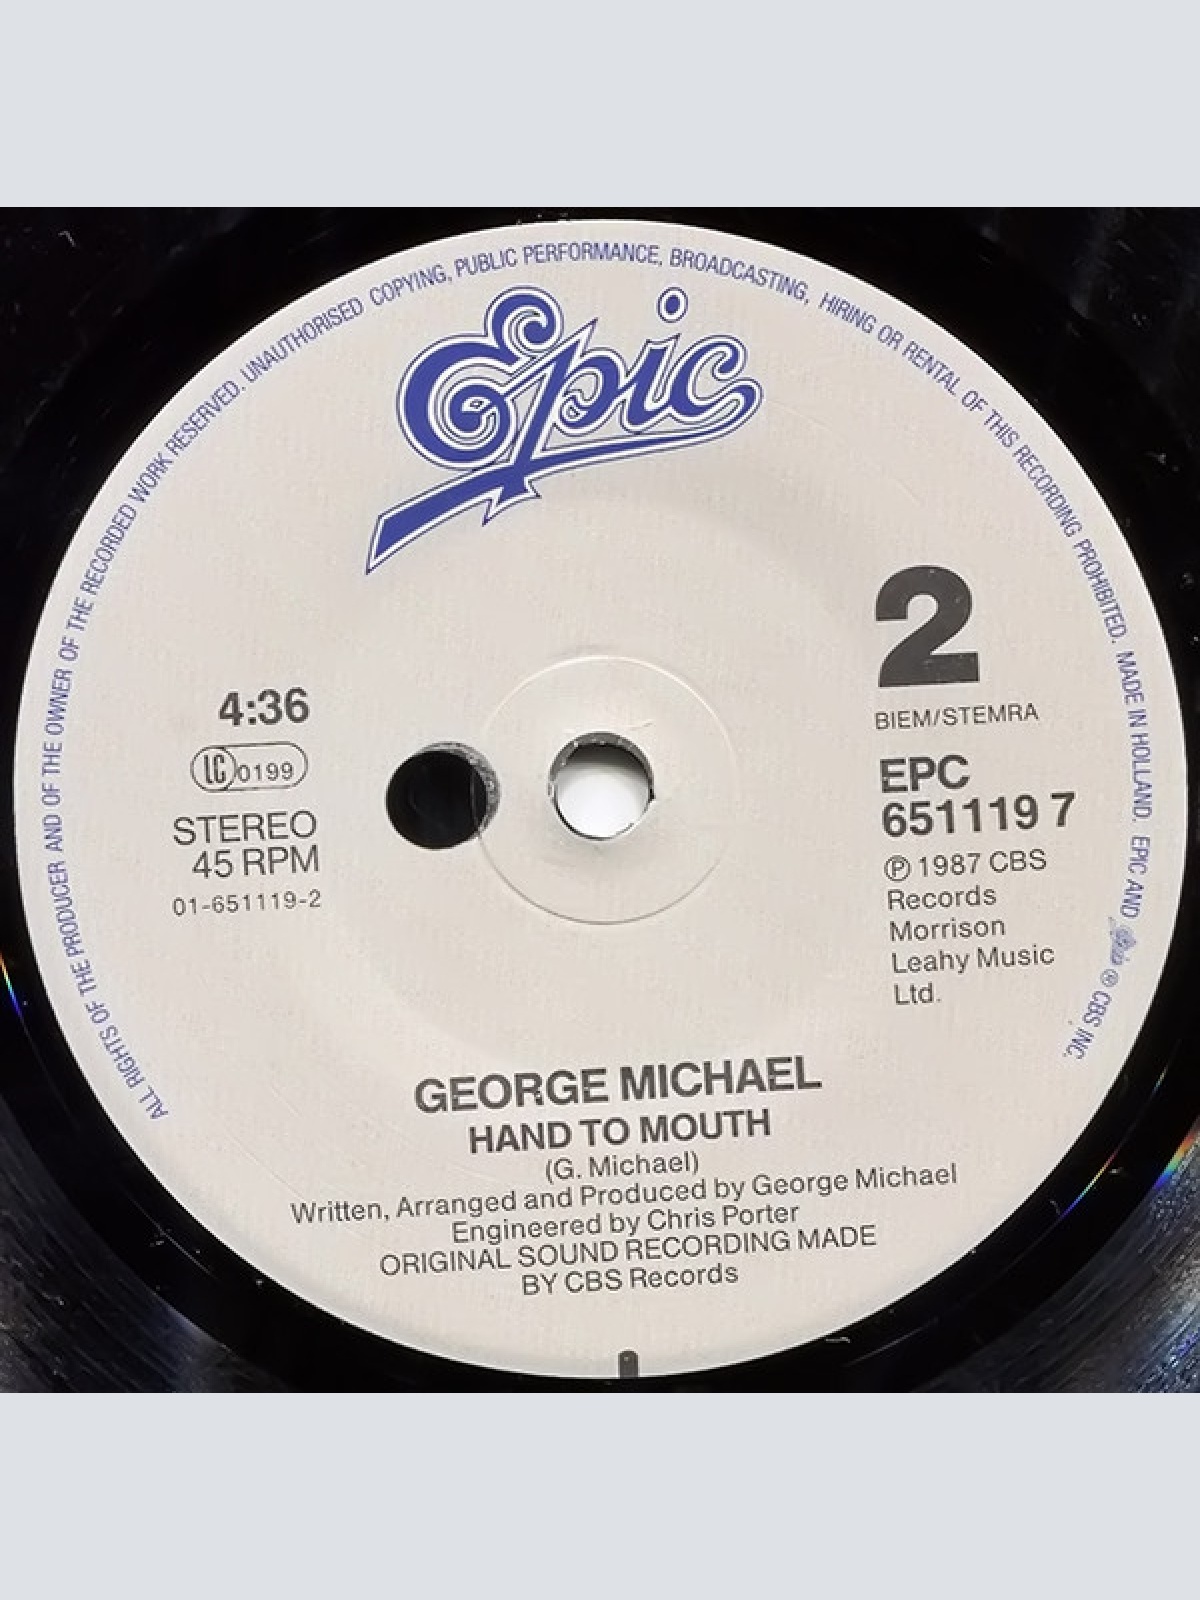 ALL RIGHTS OF THE PRODUCER AND OF THE OWNER OF THE RECORDED WORK RESERVED. UNAUTHORISED COPYING, PUBLIC PERFORMANCE, BROADCASTING, HIRING OR RENTAL OF THIS RECORDING PROHIBITED. MADE IN HOLLAND. EPIC AND Epic ® CBS INC.
Epic
2
BIEM/STEMRA
4:36
LC 0199
STEREO
45 RPM
01-651119-2
EPC
651119 7
℗ 1987 CBS
Records
Morrison
Leahy Music
Ltd.
GEORGE MICHAEL
HAND TO MOUTH
(G. Michael)
Written, Arranged and Produced by George Michael
Engineered by Chris Porter
ORIGINAL SOUND RECORDING MADE
BY CBS Records